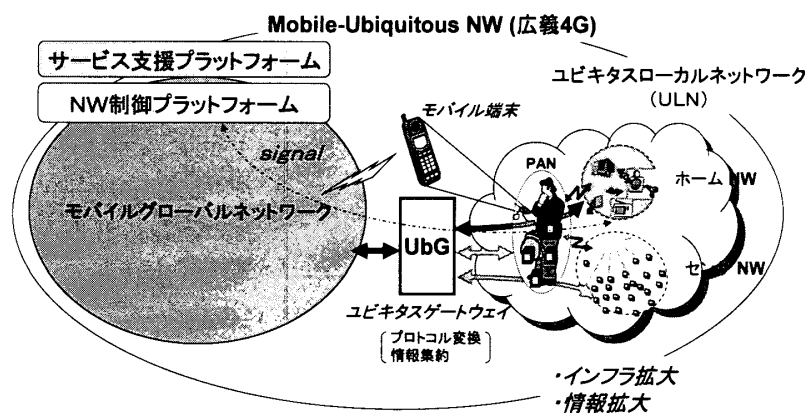 Mobile-Ubiquitous NW (広義4G)
サービス支援プラットフォーム
NW制御プラットフォーム
ユビキタスローカルネットワーク
(ULN)
モバイル端末
signal
PAN
ホームNW
モバイルグローバルネットワーク
UbG
NW
ユビキタスゲートウェイ
プロトコル変換
情報集約
・インフラ拡大
・情報拡大